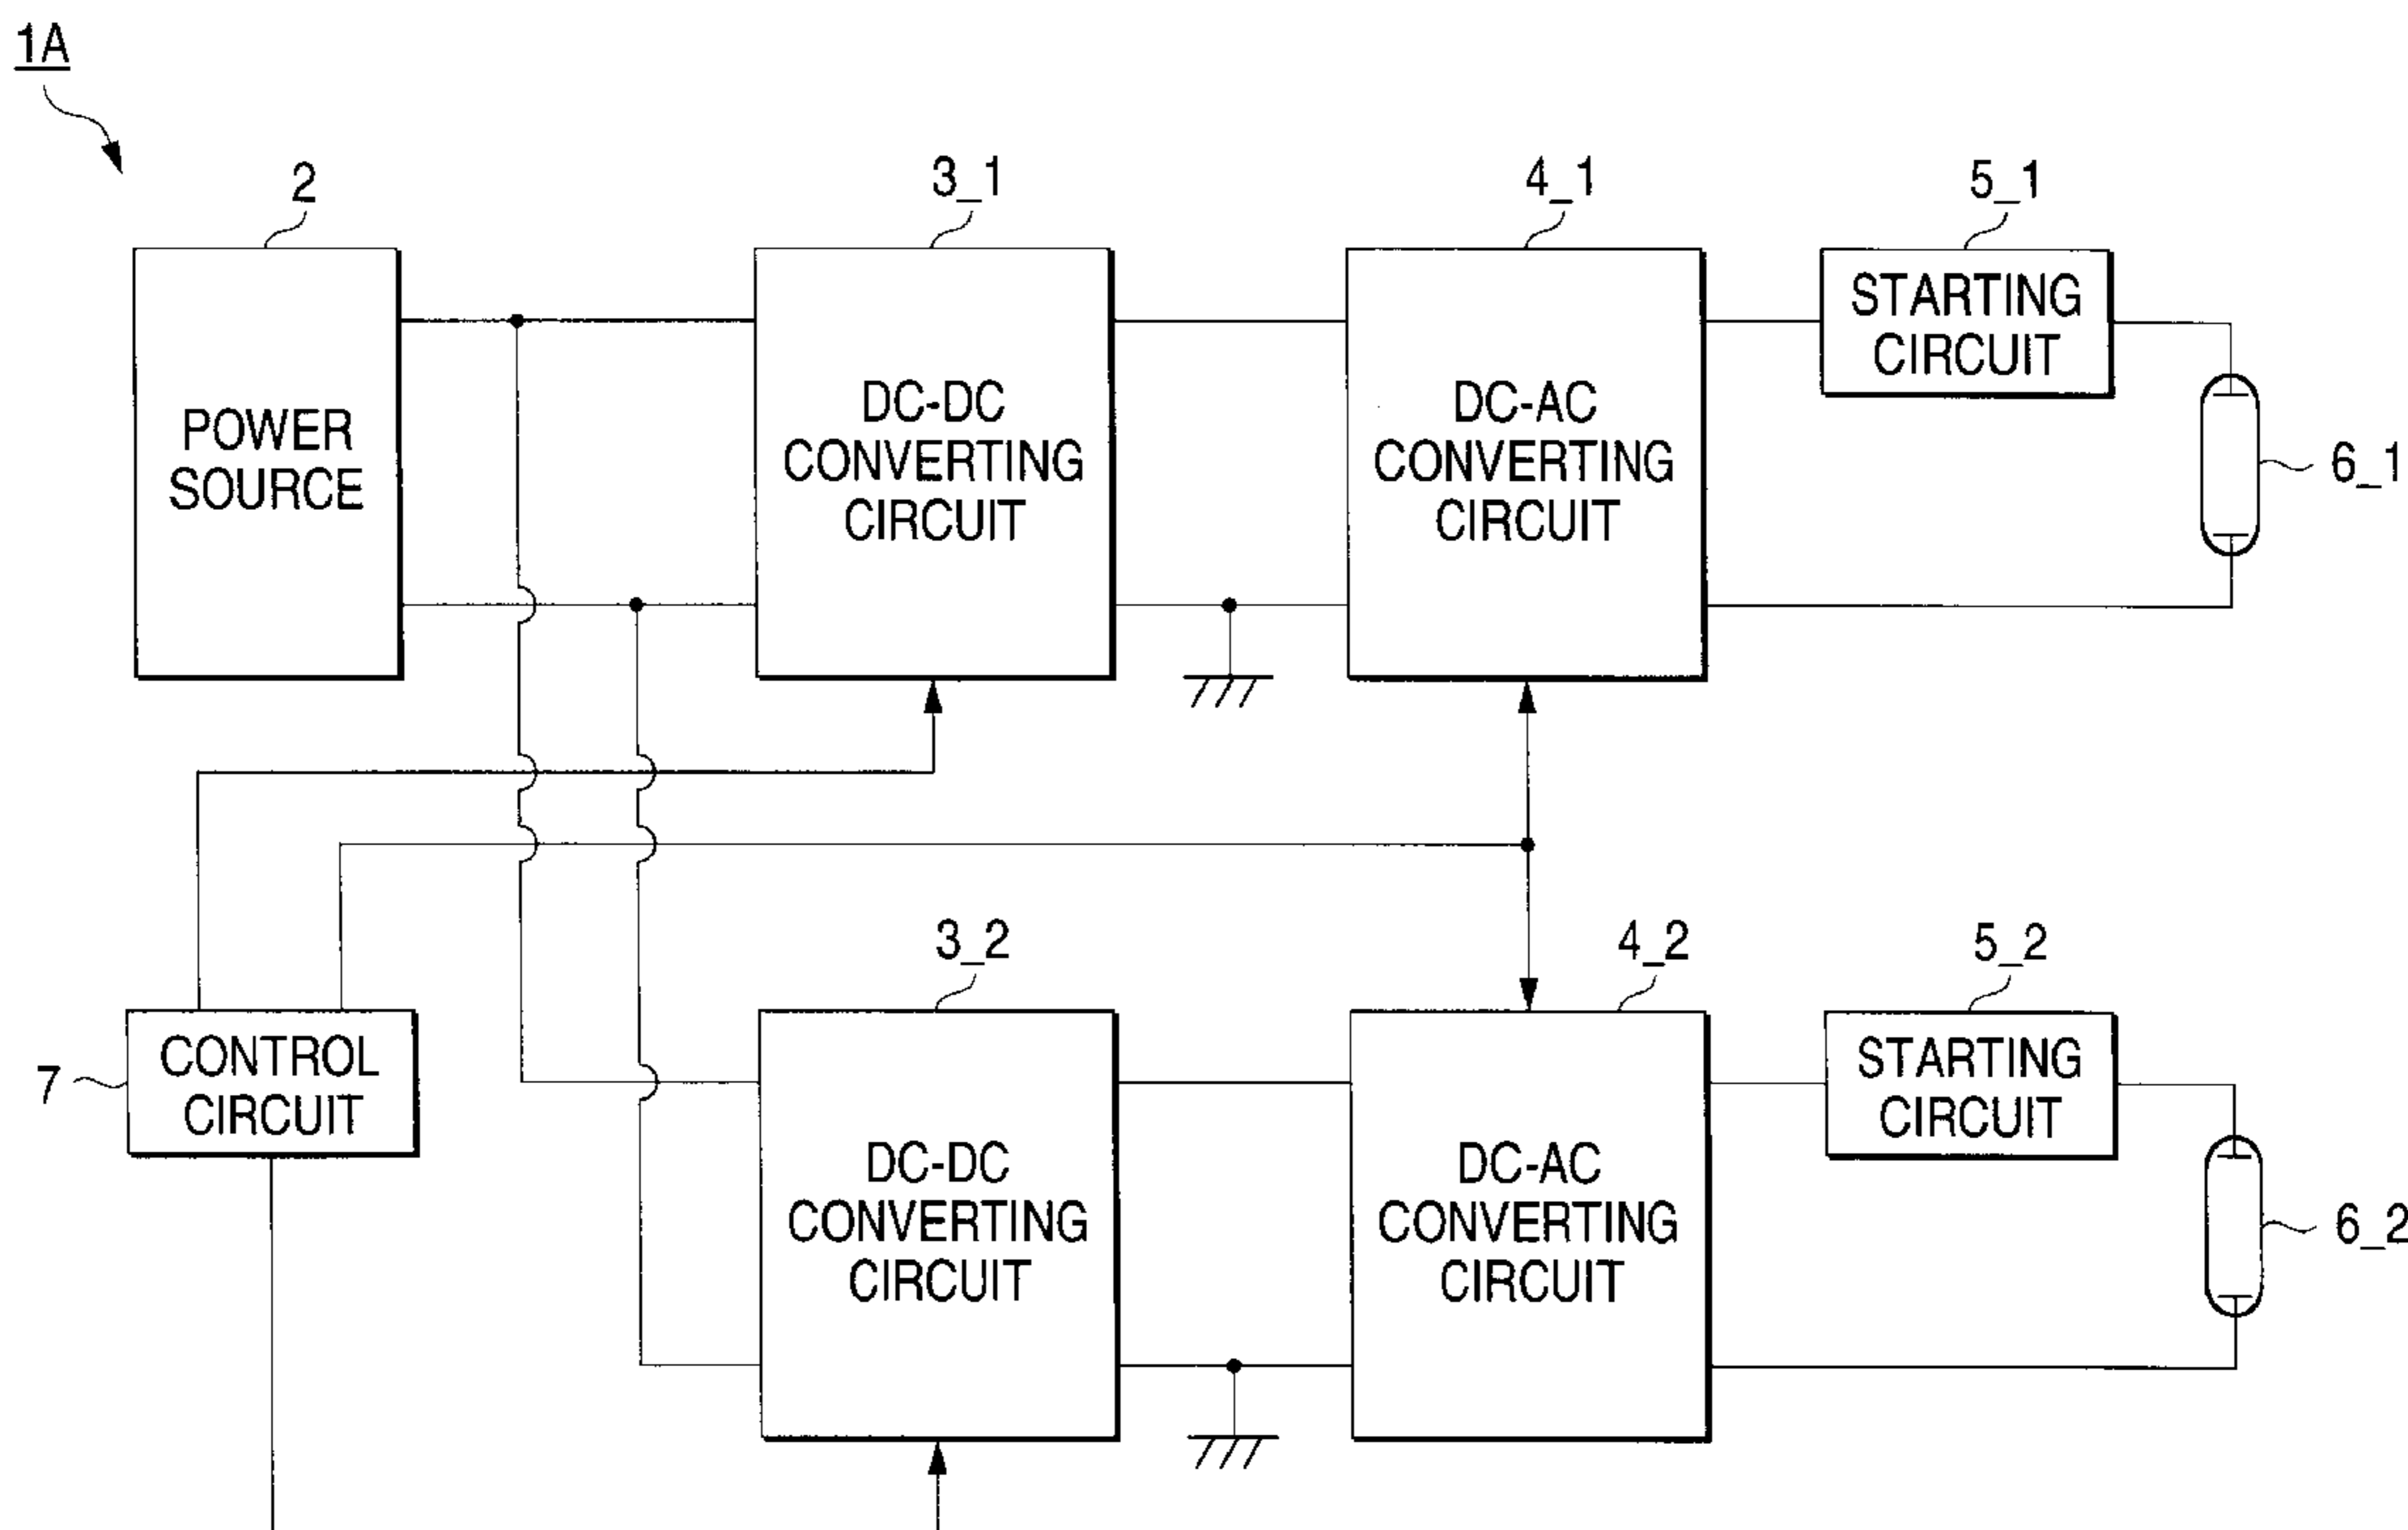 1A
2
3_1
4_1
5_1
POWER
SOURCE
DC-DC
CONVERTING
CIRCUIT
DC-AC
CONVERTING
CIRCUIT
STARTING
CIRCUIT
6_1
3_2
4_2
5_2
7
CONTROL
CIRCUIT
DC-DC
CONVERTING
CIRCUIT
DC-AC
CONVERTING
CIRCUIT
STARTING
CIRCUIT
6_2